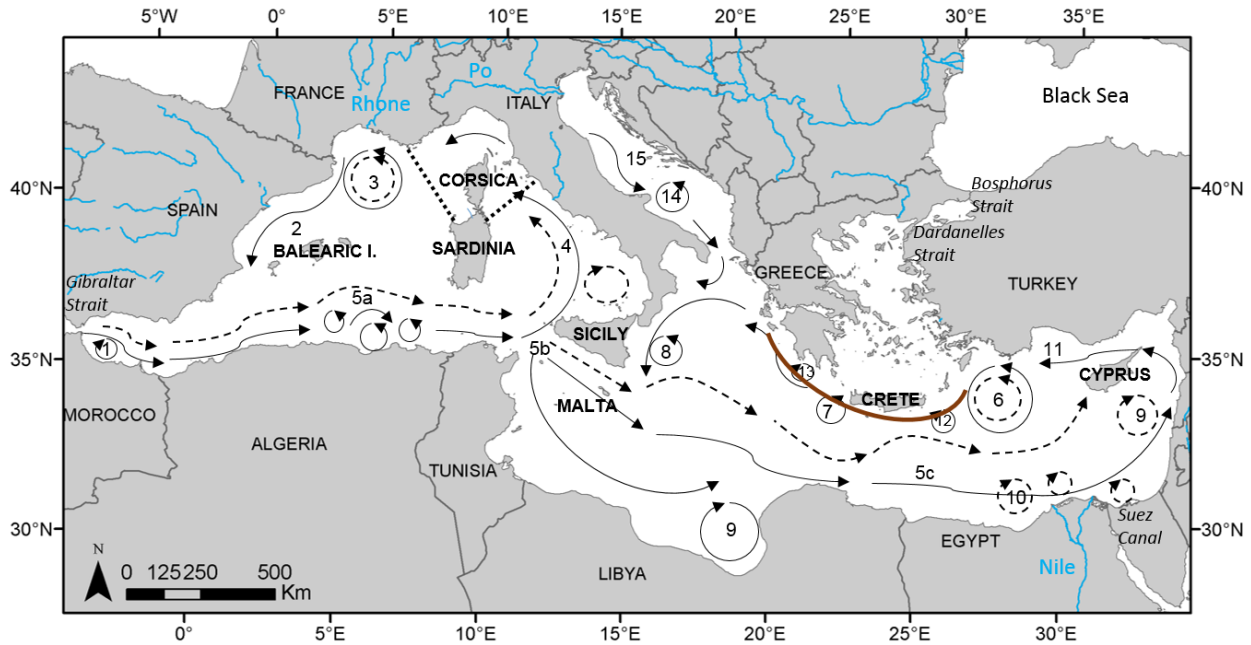 5°W 0° 5°E 10°E 15°E 20°E 25°E 30°E 35°E
Po
Black Sea
FRANCE
Rhone
ITALY
15
40°N
3
CORSICA
14
40°N
SPAIN
Bosphorus
Strait
2
BALEARIC I.
SARDINIA
4
Dardanelles
Strait
GREECE
TURKEY
Gibraltar
Strait
5a
SICILY
1
5b
8
11
35°N
35°N
13
CYPRUS
MALTA
CRETE
6
7
12
9
MOROCCO
ALGERIA
TUNISIA
5c
10
9
Suez
Canal
30°N
30°N
EGYPT
N
LIBYA
Nile
0 125 250 500
Km
0° 5°E 10°E 15°E 20°E 25°E 30°E